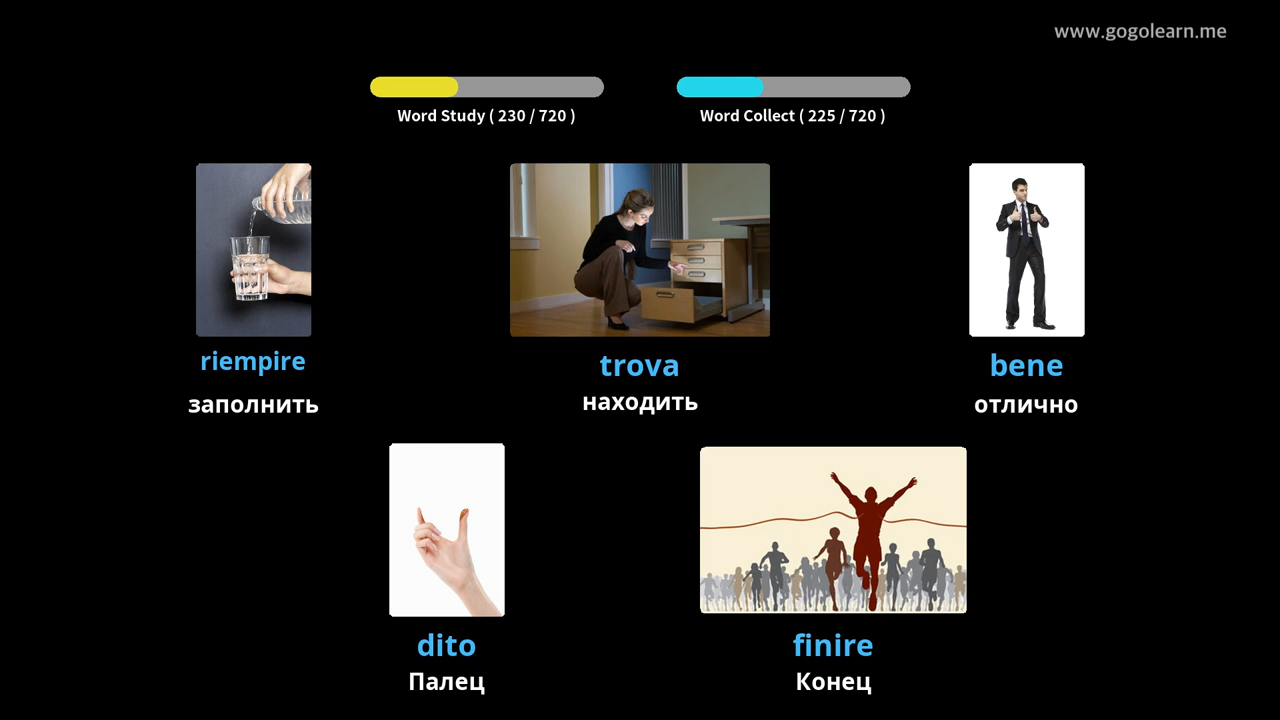 www.gogolearn.me
Word Study ( 230 / 720 )
Word Collect ( 225 / 720 )
riempire
trova
bene
заполнить
находить
отлично
dito
finire
Палец
Конец